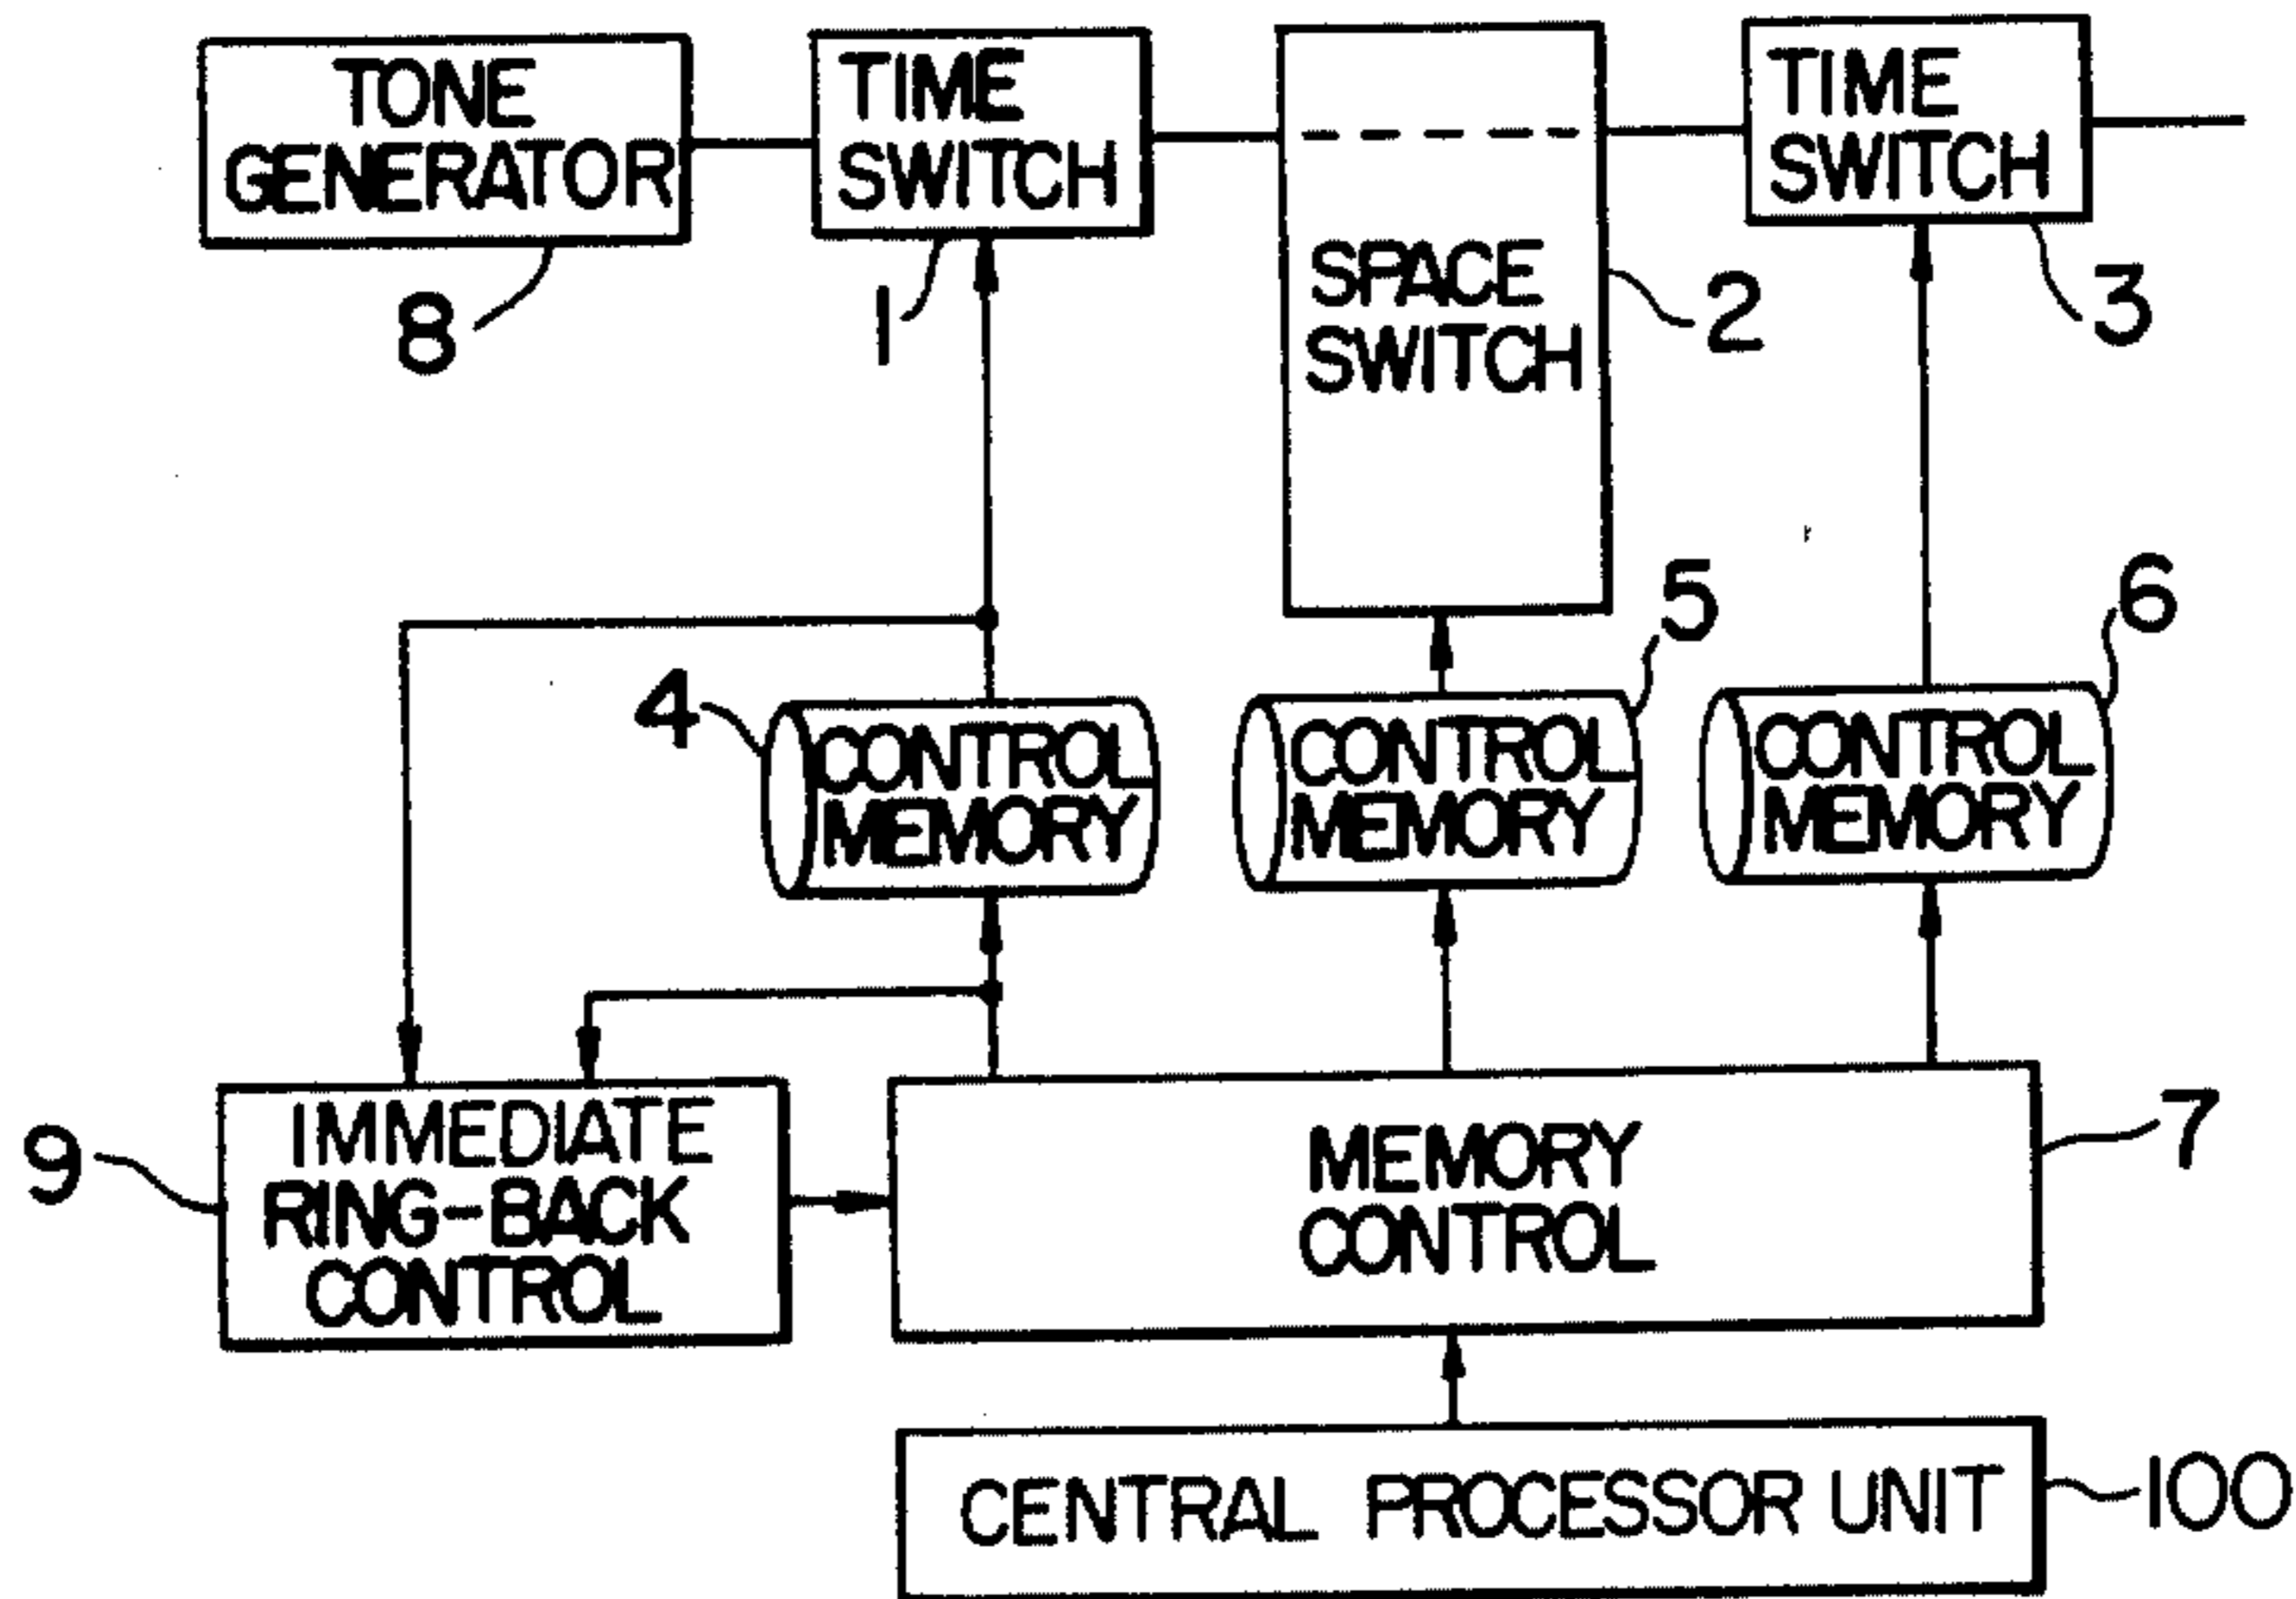 TONE
GENERATOR
8
TIME
SWITCH
1
SPACE
SWITCH
2
TIME
SWITCH
3
4
CONTROL
MEMORY
5
CONTROL
MEMORY
6
CONTROL
MEMORY
9
IMMEDIATE
RING-BACK
CONTROL
MEMORY
CONTROL
7
CENTRAL PROCESSOR UNIT
100